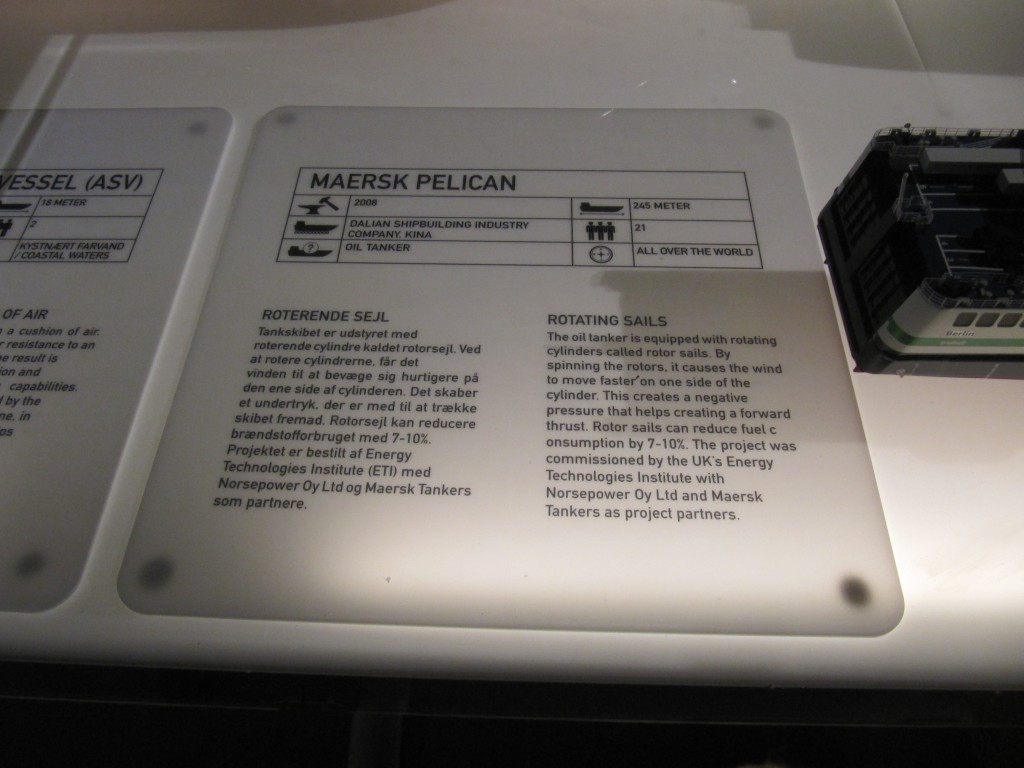 VESSEL (ASV)
18 METER
2
KYSTNÆRT FARVAND
/ COASTAL WATERS
OF AIR
a cushion of air.
resistance to an
result is
and
capabilities.
by the
in
MAERSK PELICAN
2008
245 METER
DALIAN SHIPBUILDING INDUSTRY
COMPANY, KINA
21
OIL TANKER
ALL OVER THE WORLD
ROTERENDE SEJL
Tankskibet er udstyret med
roterende cylindre kaldet rotorsejl. Ved
at rotere cylindrerne, får det
vinden til at bevæge sig hurtigere på
den ene side af cylinderen. Det skaber
et undertryk, der er med til at trække
skibet fremad. Rotorsejl kan reducere
brændstofforbruget med 7-10%.
Projektet er bestilt af Energy
Technologies Institute (ETI) med
Norsepower Oy Ltd og Maersk Tankers
som partnere.
ROTATING SAILS
The oil tanker is equipped with rotating
cylinders called rotor sails. By
spinning the rotors, it causes the wind
to move faster on one side of the
cylinder. This creates a negative
pressure that helps creating a forward
thrust. Rotor sails can reduce fuel c
onsumption by 7-10%. The project was
commissioned by the UK's Energy
Technologies Institute with
Norsepower Oy Ltd and Maersk
Tankers as project partners.
Berlin